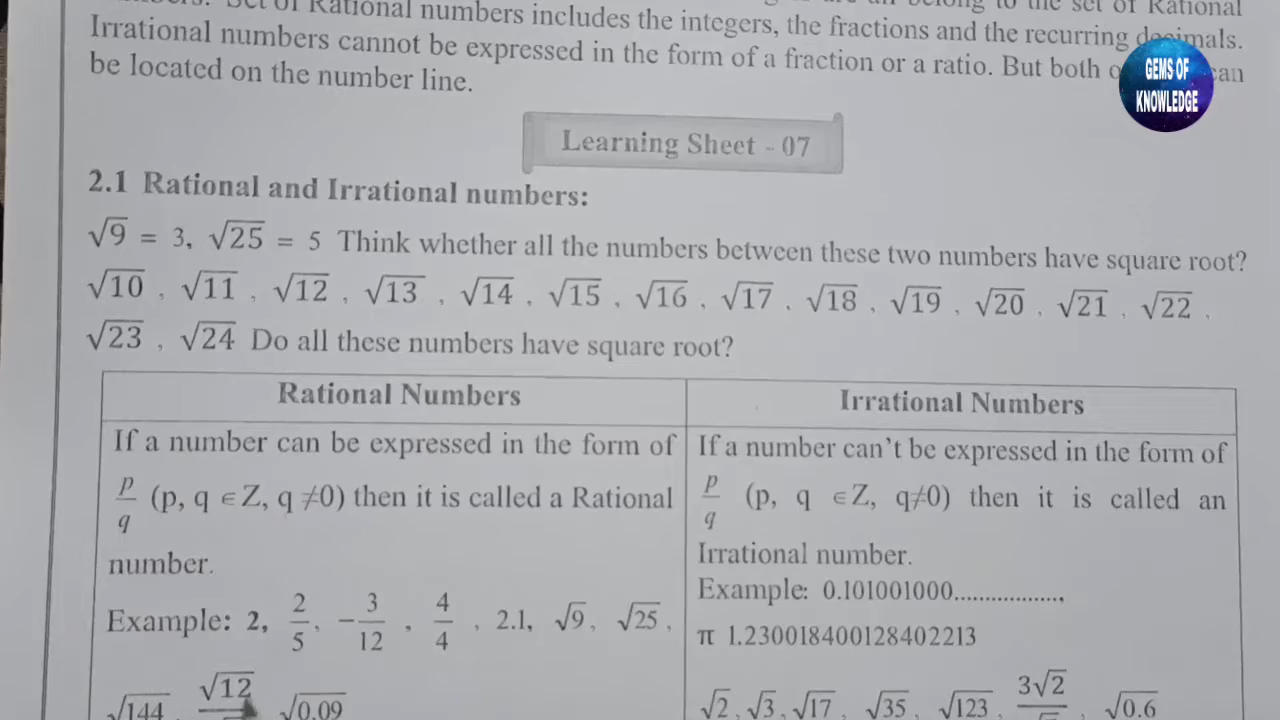 belong to the set of Rational
Set of Rational numbers includes the integers, the fractions and the recurring decimals.
Irrational numbers cannot be expressed in the form of a fraction or a ratio. But both can
be located on the number line.
GEMS OF
KNOWLEDGE
Learning Sheet - 07
2.1 Rational and Irrational numbers:
√9 = 3, √25 = 5 Think whether all the numbers between these two numbers have square root?
√10 , √11 , √12 , √13 , √14 , √15 , √16 , √17 , √18 , √19 , √20 , √21 , √22 ,
√23 , √24 Do all these numbers have square root?
Rational Numbers
If a number can be expressed in the form of
p/q (p, q ∈Z, q ≠0) then it is called a Rational
number.
Example: 2, 2/5, -3/12 , 4/4 , 2.1, √9, √25,
√144 √12 √0.09
Irrational Numbers
If a number can't be expressed in the form of
p/q (p, q ∈Z, q≠0) then it is called an
Irrational number.
Example: 0.101001000.................,
π 1.230018400128402213
√2, √3, √17, √35, √123, 3√2 , √0.6